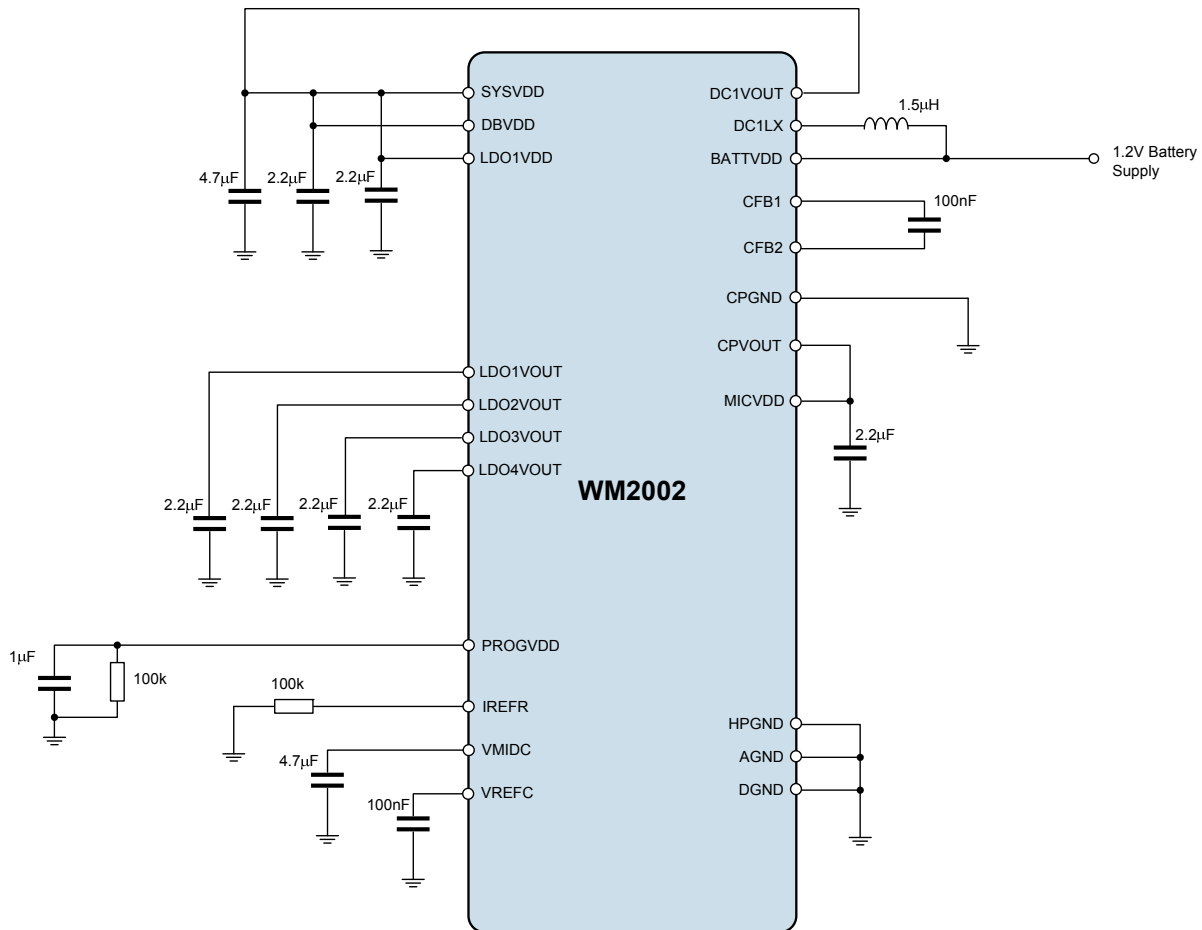 SYSVDD
DBVDD
LDO1VDD
4.7μF
2.2μF
2.2μF
LDO1VOUT
LDO2VOUT
LDO3VOUT
LDO4VOUT
2.2μF
2.2μF
2.2μF
2.2μF
PROGVDD
1μF
100k
100k
IREFR
VMIDC
4.7μF
VREFC
100nF
WM2002
DC1VOUT
1.5μH
DC1LX
BATTVDD
1.2V Battery
Supply
CFB1
100nF
CFB2
CPGND
CPVOUT
MICVDD
2.2μF
HPGND
AGND
DGND